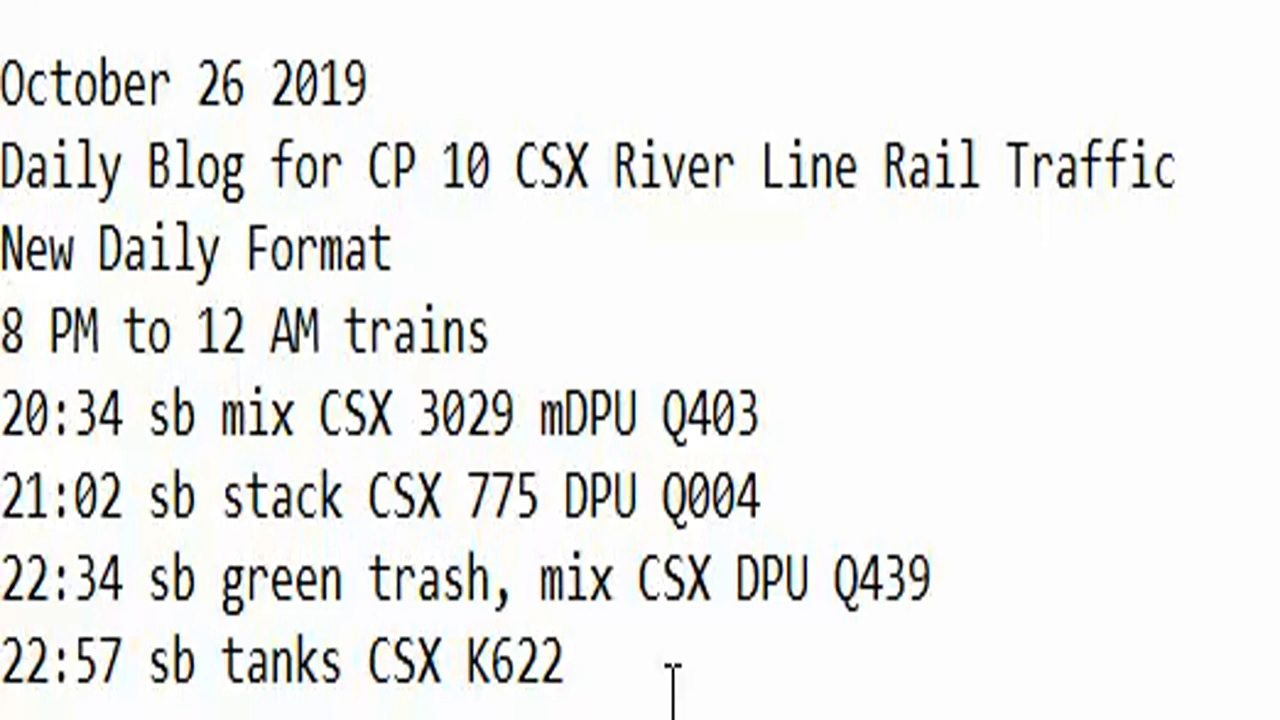 October 26 2019
Daily Blog for CP 10 CSX River Line Rail Traffic
New Daily Format
8 PM to 12 AM trains
20:34 sb mix CSX 3029 mDPU Q403
21:02 sb stack CSX 775 DPU Q004
22:34 sb green trash, mix CSX DPU Q439
22:57 sb tanks CSX K622